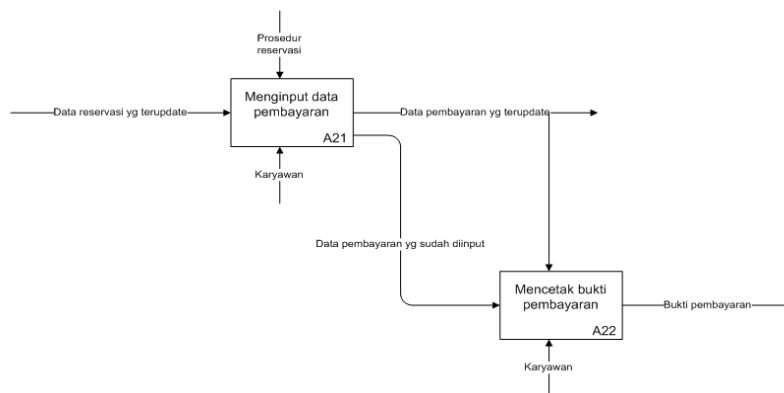 Prosedur
reservasi
Menginput data
pembayaran
A21
Data reservasi yg terupdate
Data pembayaran yg terupdate
Karyawan
Data pembayaran yg sudah diinput
Mencetak bukti
pembayaran
A22
Bukti pembayaran
Karyawan